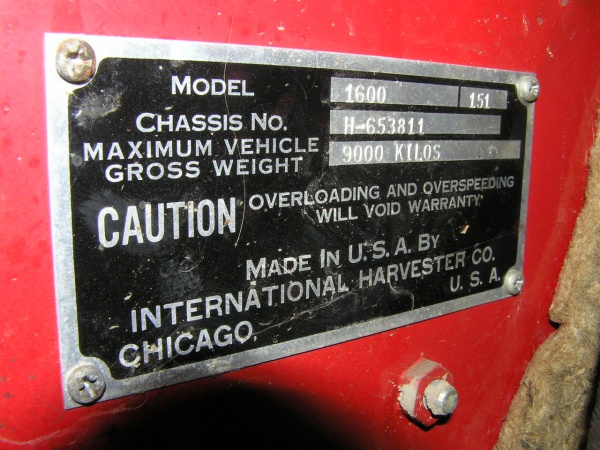 MODEL 1600 151
CHASSIS NO. H-653811
MAXIMUM VEHICLE GROSS WEIGHT 9000 KILOS
CAUTION OVERLOADING AND OVERSPEEDING WILL VOID WARRANTY
MADE IN U.S.A. BY
INTERNATIONAL HARVESTER CO.
CHICAGO, U.S.A.